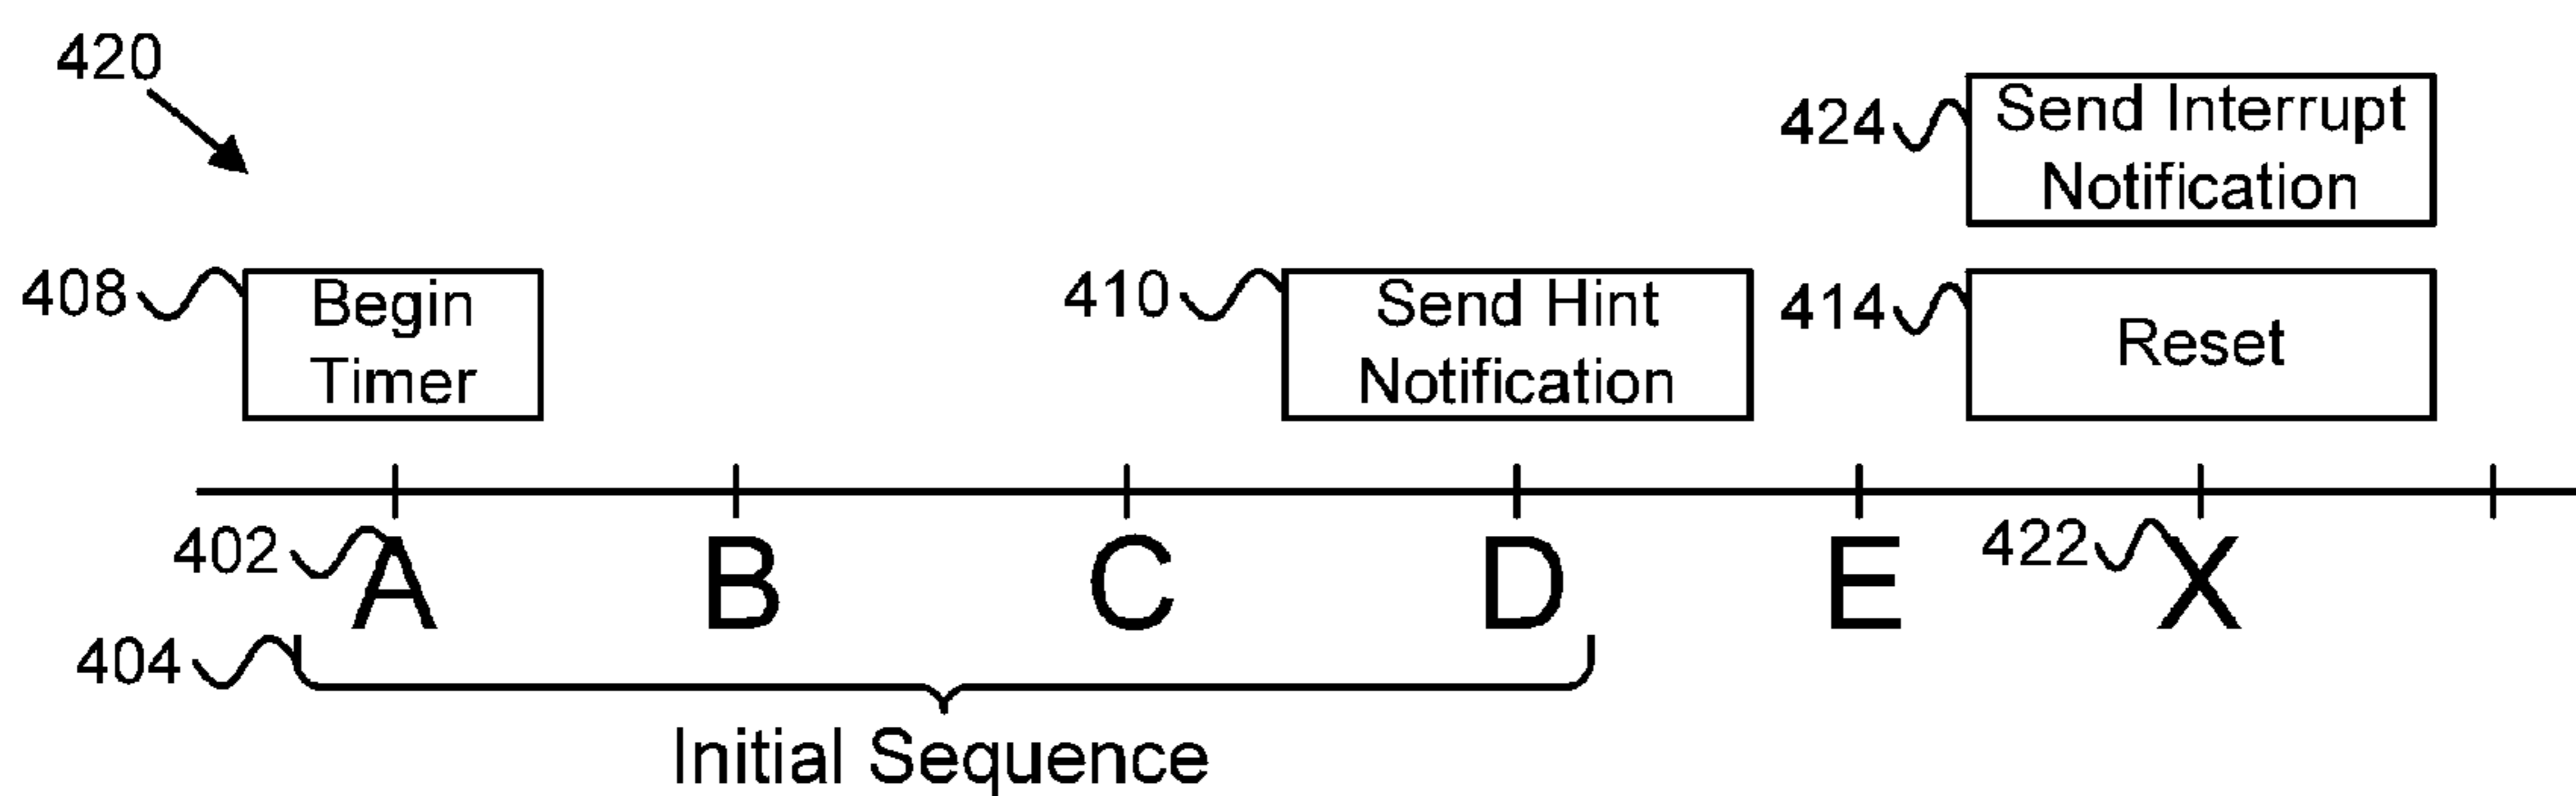 420
424
Send Interrupt
Notification
408
Begin
Timer
410
Send Hint
Notification
414
Reset
402
A
B
C
D
E
422
X
404
Initial Sequence